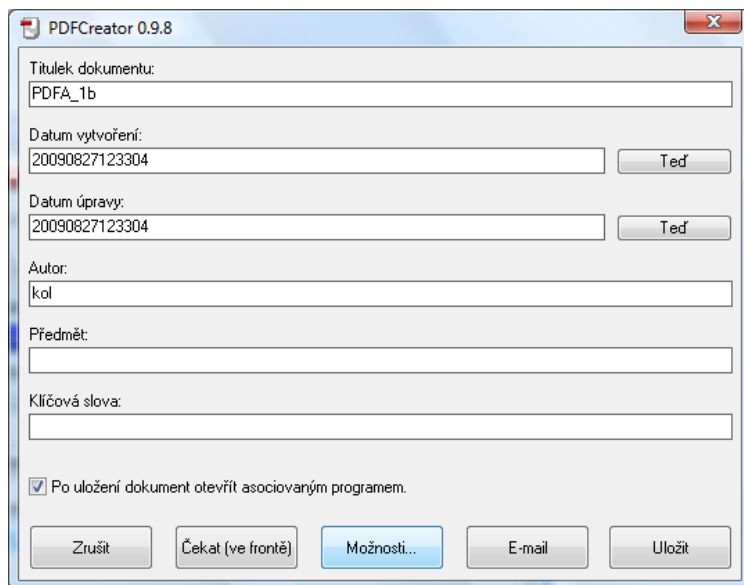 PDFCreator 0.9.8
Titulek dokumentu:
PDFA_1b
Datum vytvoření:
20090827123304 Teď
Datum úpravy:
20090827123304 Teď
Autor:
kol
Předmět:
Klíčová slova:
Po uložení dokument otevřít asociovaným programem.
Zrušit Čekat (ve frontě) Možnosti... E-mail Uložit